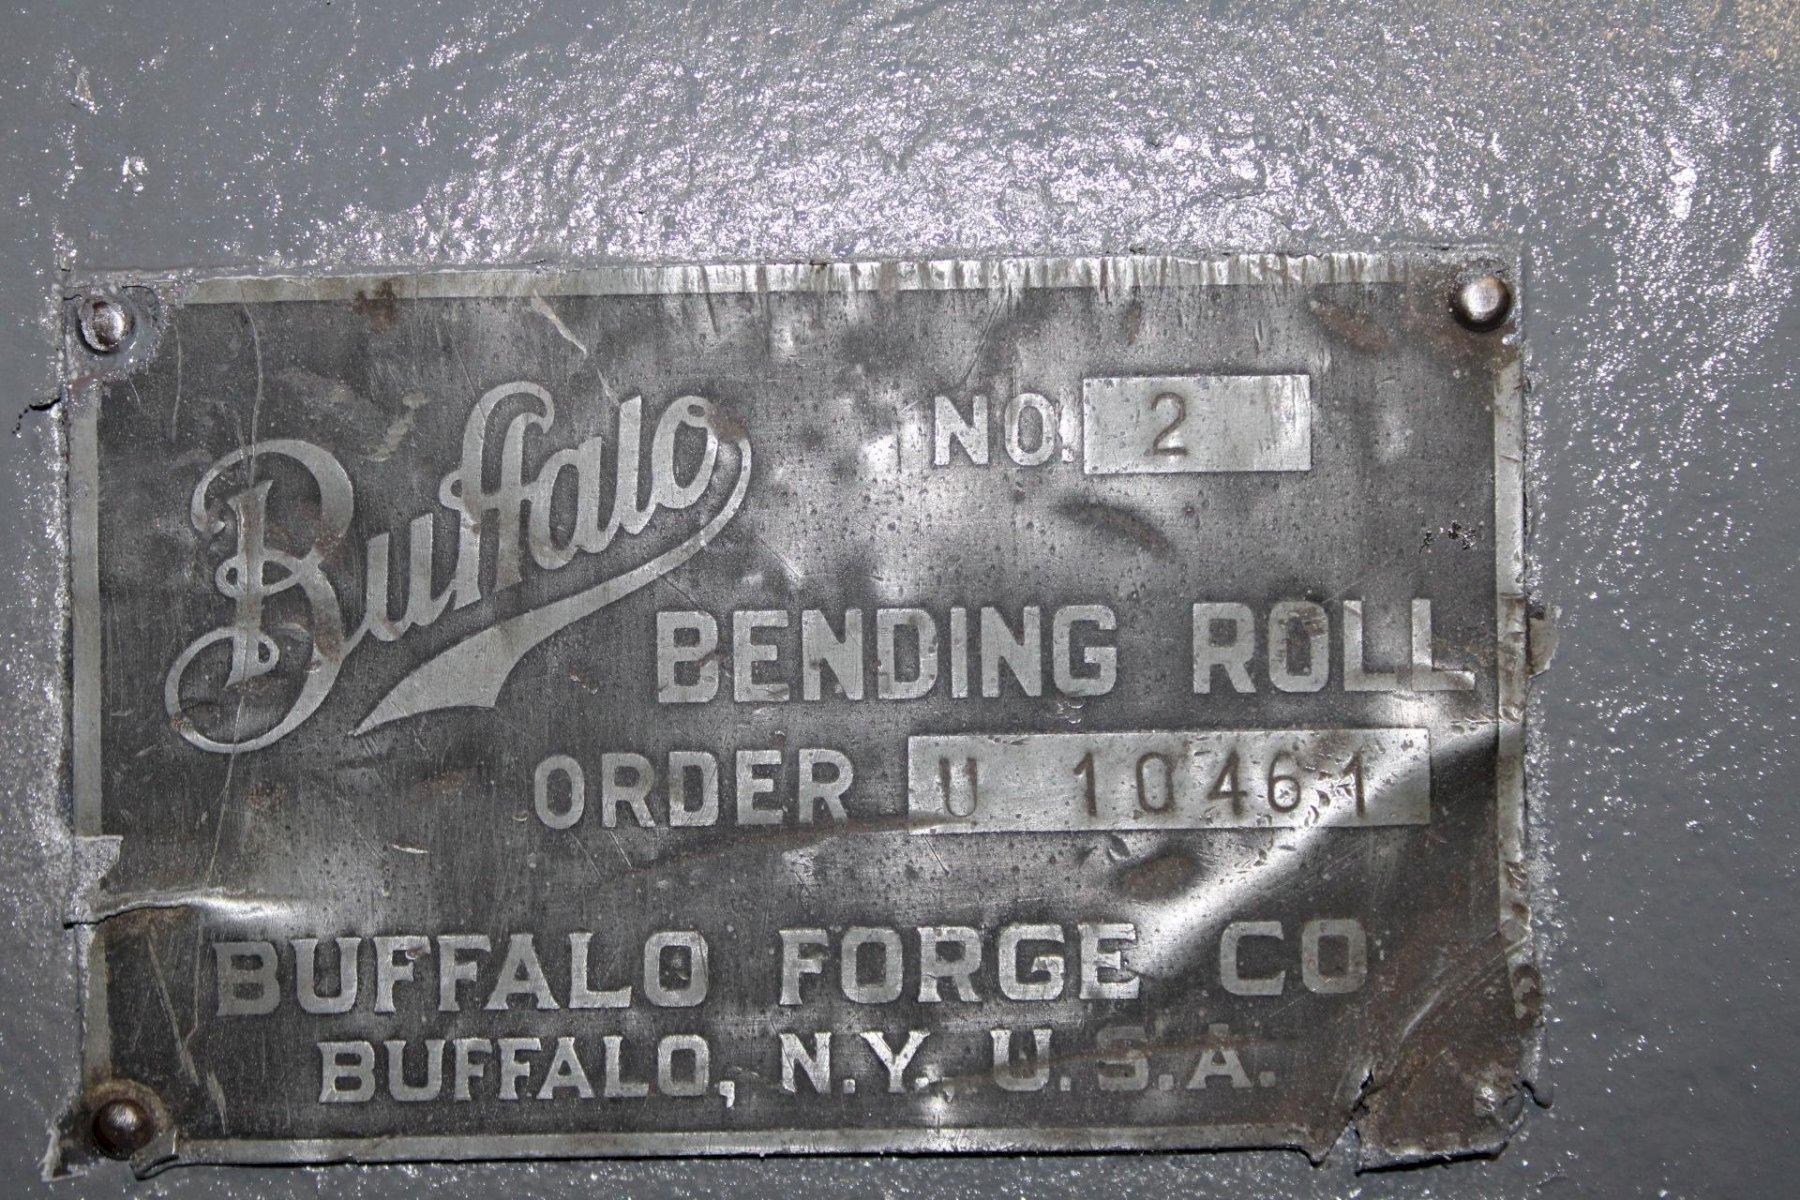 Buffalo
NO. 2
BENDING ROLL
ORDER U 10461
BUFFALO FORGE CO
BUFFALO, N.Y., U.S.A.